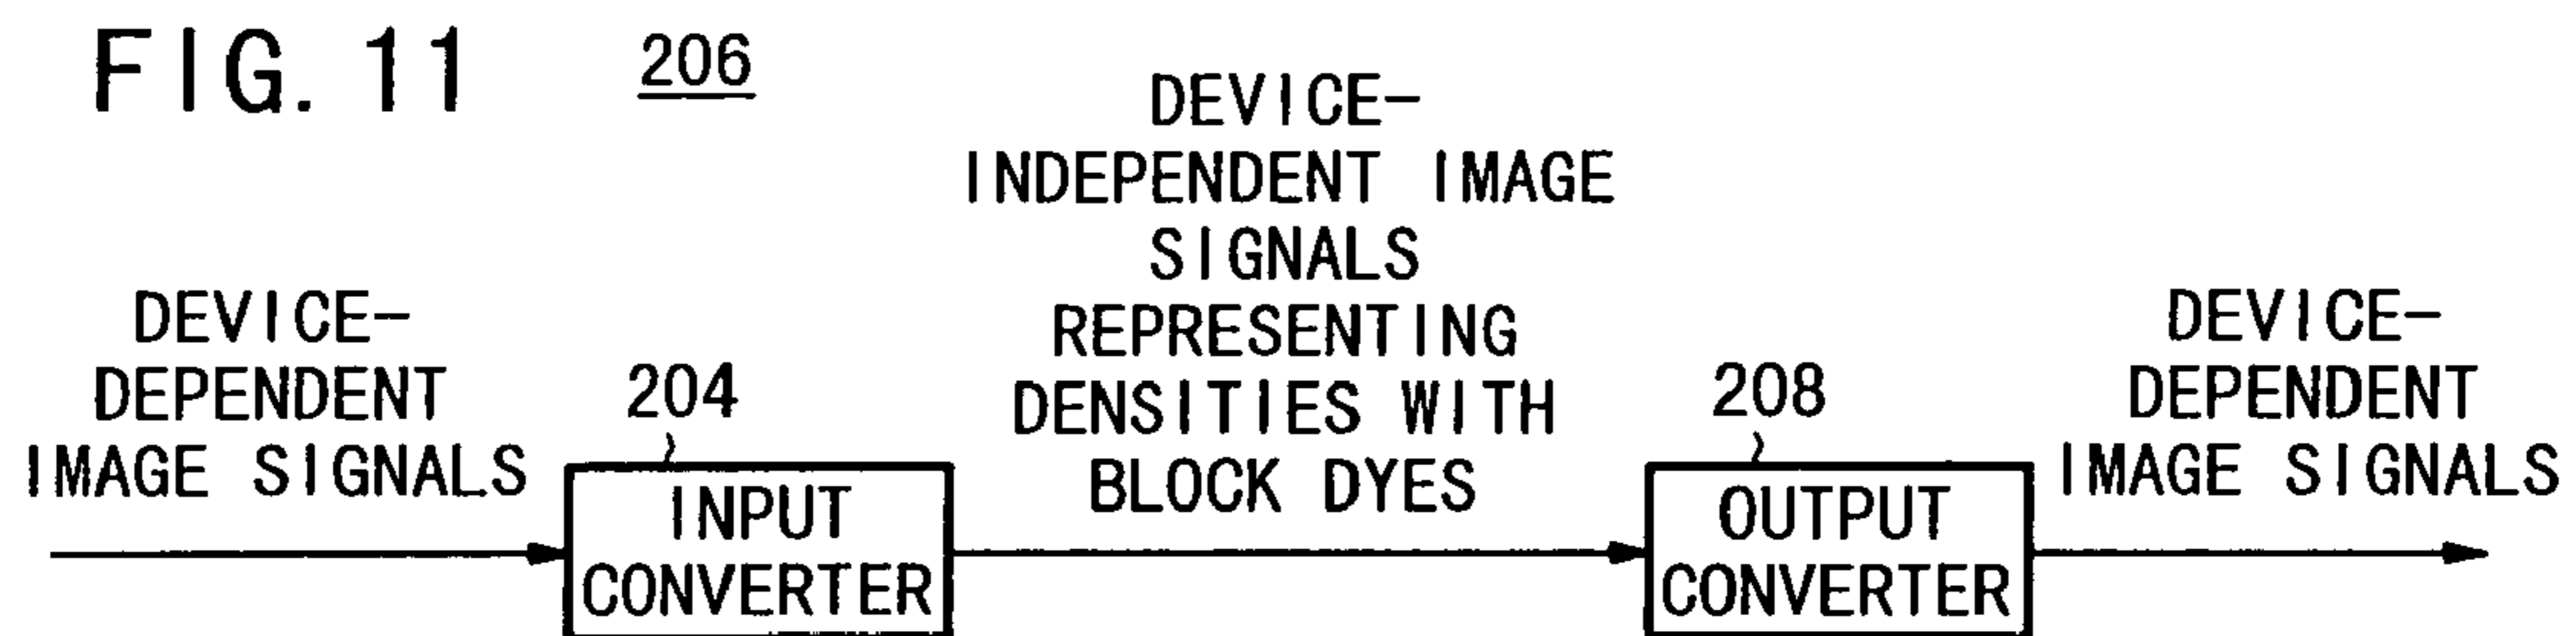 FIG. 11
206
DEVICE-
DEPENDENT
IMAGE SIGNALS
204
INPUT
CONVERTER
DEVICE-
INDEPENDENT IMAGE
SIGNALS
REPRESENTING
DENSITIES WITH
BLOCK DYES
208
OUTPUT
CONVERTER
DEVICE-
DEPENDENT
IMAGE SIGNALS